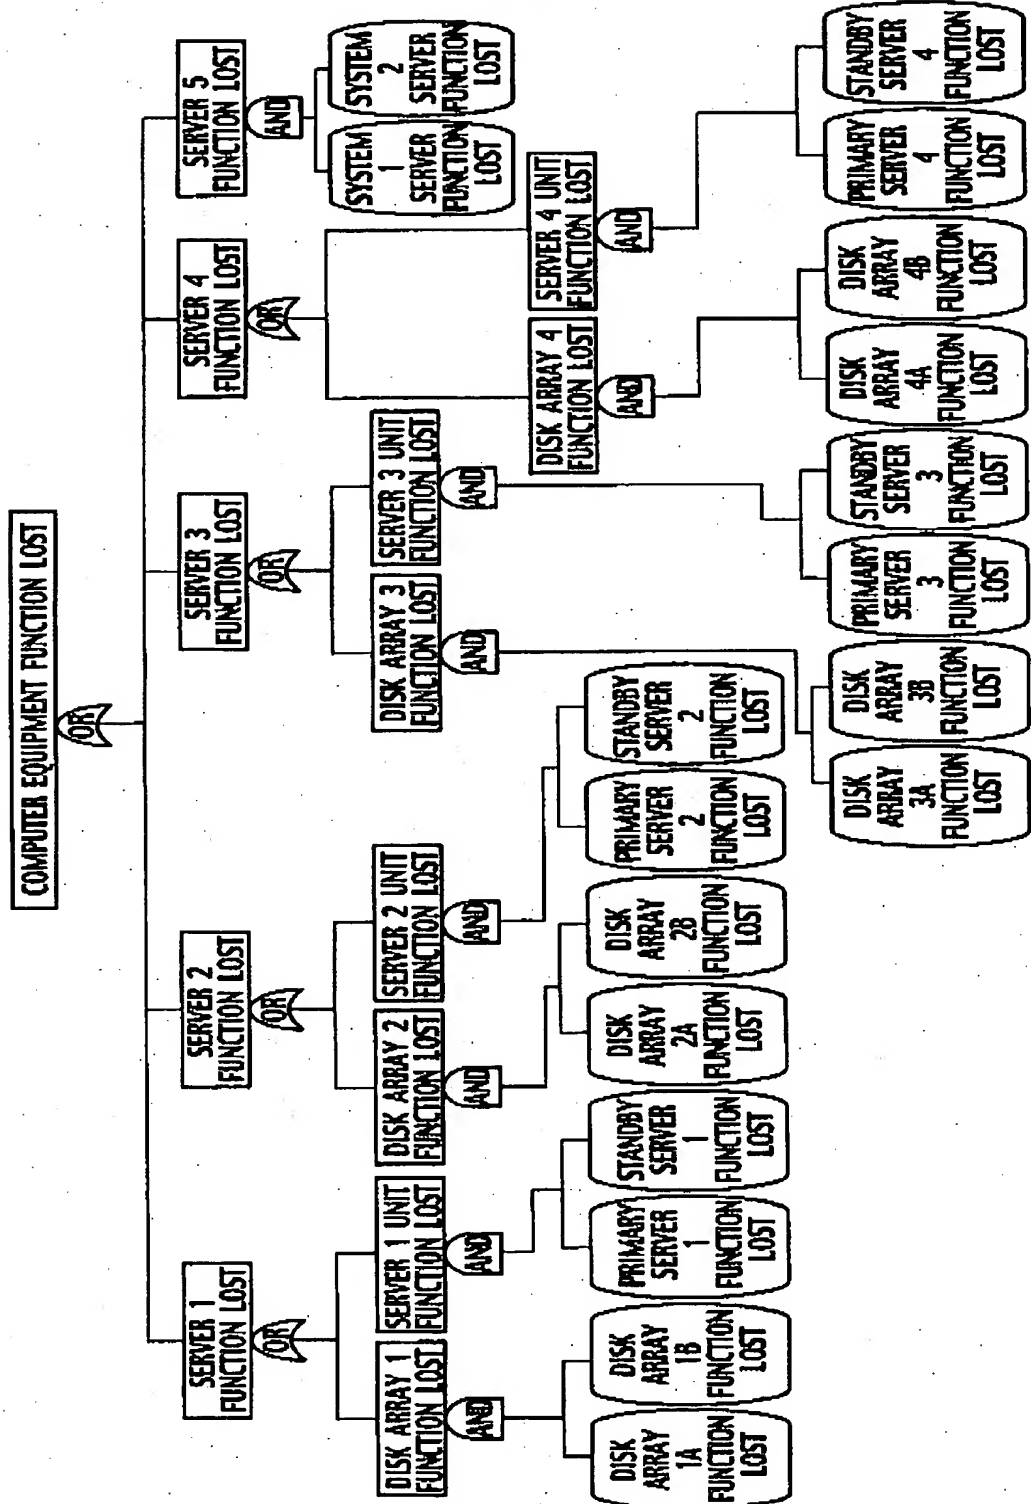 COMPUTER EQUIPMENT FUNCTION LOST
OR
SERVER 1
FUNCTION LOST
OR
SERVER 2
FUNCTION LOST
OR
SERVER 3
FUNCTION LOST
OR
SERVER 4
FUNCTION LOST
OR
SERVER 5
FUNCTION LOST
AND
SYSTEM
1
SERVER
FUNCTION
LOST
SYSTEM
2
SERVER
FUNCTION
LOST
DISK ARRAY 1
FUNCTION LOST
AND
SERVER 1 UNIT
FUNCTION LOST
AND
DISK ARRAY 2
FUNCTION LOST
AND
SERVER 2 UNIT
FUNCTION LOST
AND
DISK ARRAY 3
FUNCTION LOST
AND
SERVER 3 UNIT
FUNCTION LOST
AND
DISK ARRAY 4
FUNCTION LOST
AND
SERVER 4 UNIT
FUNCTION LOST
AND
DISK
ARRAY
1A
FUNCTION
LOST
DISK
ARRAY
1B
FUNCTION
LOST
PRIMARY
SERVER
1
FUNCTION
LOST
STANDBY
SERVER
1
FUNCTION
LOST
DISK
ARRAY
2A
FUNCTION
LOST
DISK
ARRAY
2B
FUNCTION
LOST
PRIMARY
SERVER
2
FUNCTION
LOST
STANDBY
SERVER
2
FUNCTION
LOST
DISK
ARRAY
3A
FUNCTION
LOST
DISK
ARRAY
3B
FUNCTION
LOST
PRIMARY
SERVER
3
FUNCTION
LOST
STANDBY
SERVER
3
FUNCTION
LOST
DISK
ARRAY
4A
FUNCTION
LOST
DISK
ARRAY
4B
FUNCTION
LOST
PRIMARY
SERVER
4
FUNCTION
LOST
STANDBY
SERVER
4
FUNCTION
LOST